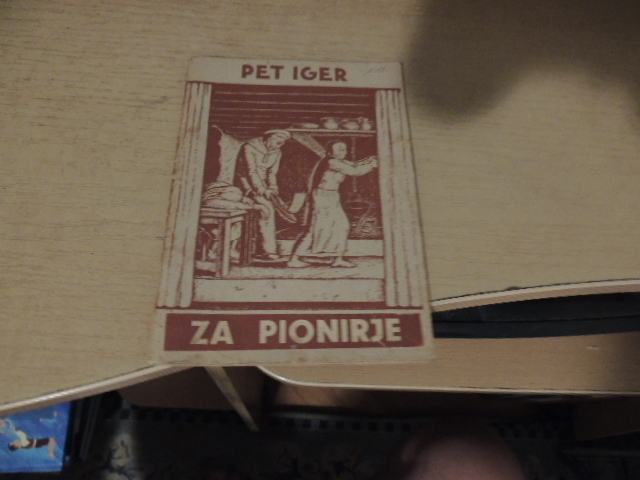 PET IGER
ZA PIONIRJE